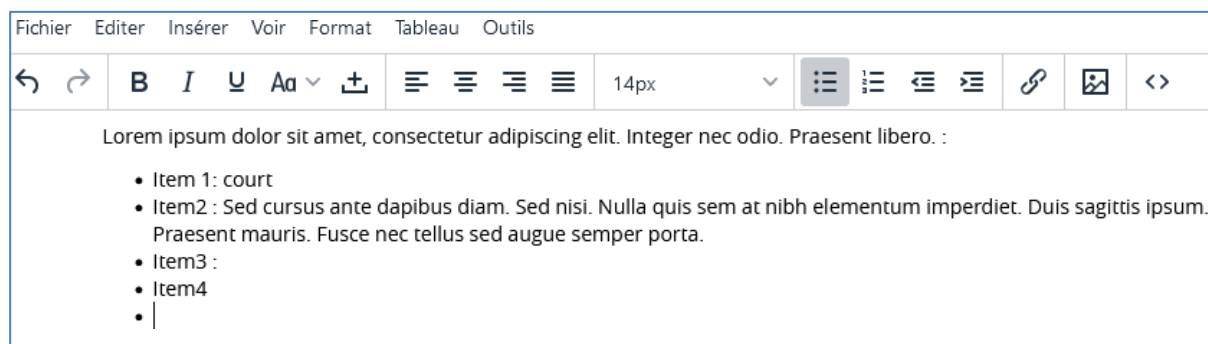 Fichier Editer Insérer Voir Format Tableau Outils
B I U Aa 14px
Lorem ipsum dolor sit amet, consectetur adipiscing elit. Integer nec odio. Praesent libero. :
• Item 1: court
• Item2 : Sed cursus ante dapibus diam. Sed nisi. Nulla quis sem at nibh elementum imperdiet. Duis sagittis ipsum.
Praesent mauris. Fusce nec tellus sed augue semper porta.
• Item3 :
• Item4
•